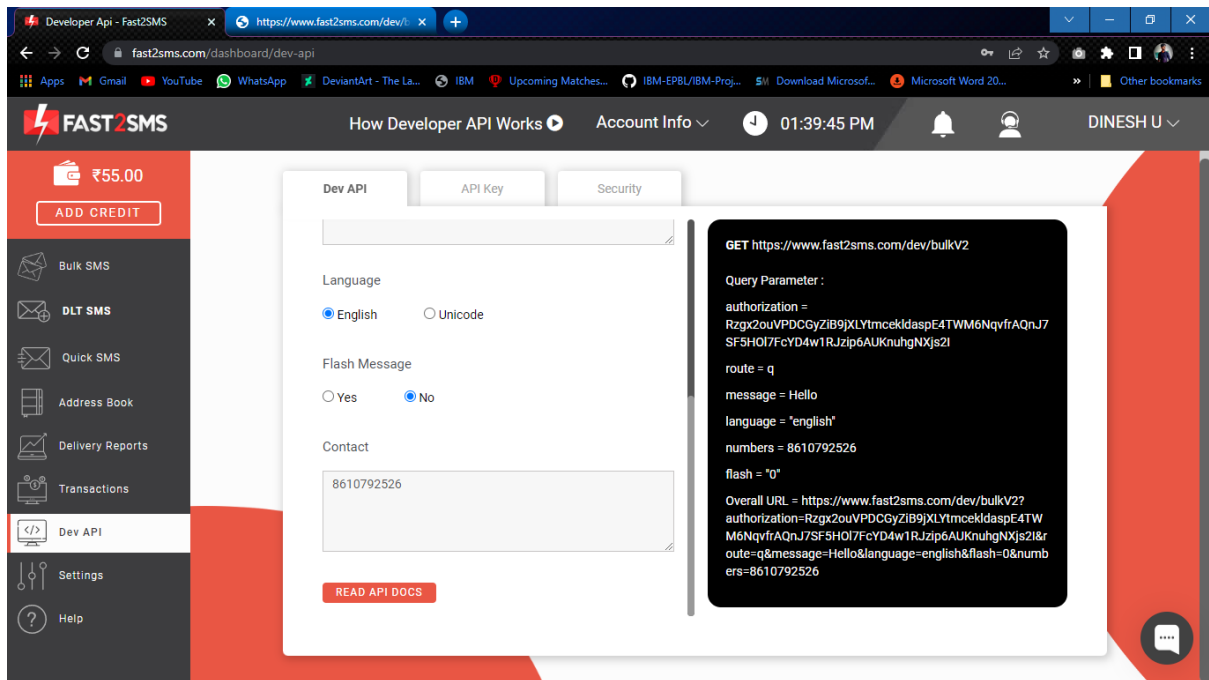 Developer Api - Fast2SMS
https://www.fast2sms.com/dev/b
fast2sms.com/dashboard/dev-api
Apps Gmail YouTube WhatsApp DeviantArt - The La... IBM Upcoming Matches... IBM-EPBL/IBM-Proj... SM Download Microsof... Microsoft Word 20... » Other bookmarks
FAST2SMS
How Developer API Works
Account Info
01:39:45 PM
DINESH U
₹55.00
ADD CREDIT
Bulk SMS
DLT SMS
Quick SMS
Address Book
Delivery Reports
Transactions
Dev API
Settings
Help
Dev API
API Key
Security
Language
English
Unicode
Flash Message
Yes
No
Contact
8610792526
READ API DOCS
GET https://www.fast2sms.com/dev/bulkV2
Query Parameter :
authorization =
Rzgx2ouVPDCGyZiB9jXLYtmcekldaspE4TWM6NqvfrAQnJ7
SF5HOl7FcYD4w1RJzip6AUKnuhgNXjs2I
route = q
message = Hello
language = "english"
numbers = 8610792526
flash = "0"
Overall URL = https://www.fast2sms.com/dev/bulkV2?
authorization=Rzgx2ouVPDCGyZiB9jXLYtmcekldaspE4TW
M6NqvfrAQnJ7SF5HOl7FcYD4w1RJzip6AUKnuhgNXjs2I&r
oute=q&message=Hello&language=english&flash=0&numb
ers=8610792526